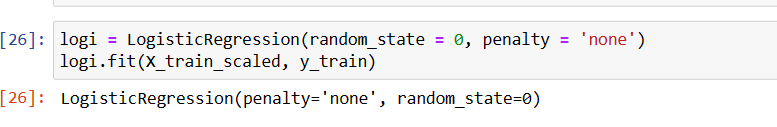 [26]: logi = LogisticRegression(random_state = 0, penalty = 'none')
logi.fit(X_train_scaled, y_train)
[26]: LogisticRegression(penalty='none', random_state=0)